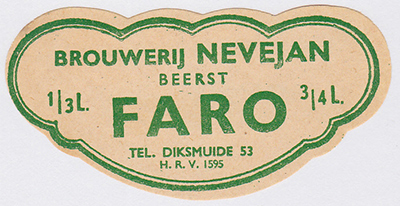 BROUWERIJ NEVEJAN
BEERST
1/3L. FARO 3/4L.
TEL. DIKSMUIDE 53
H.R.V. 1595